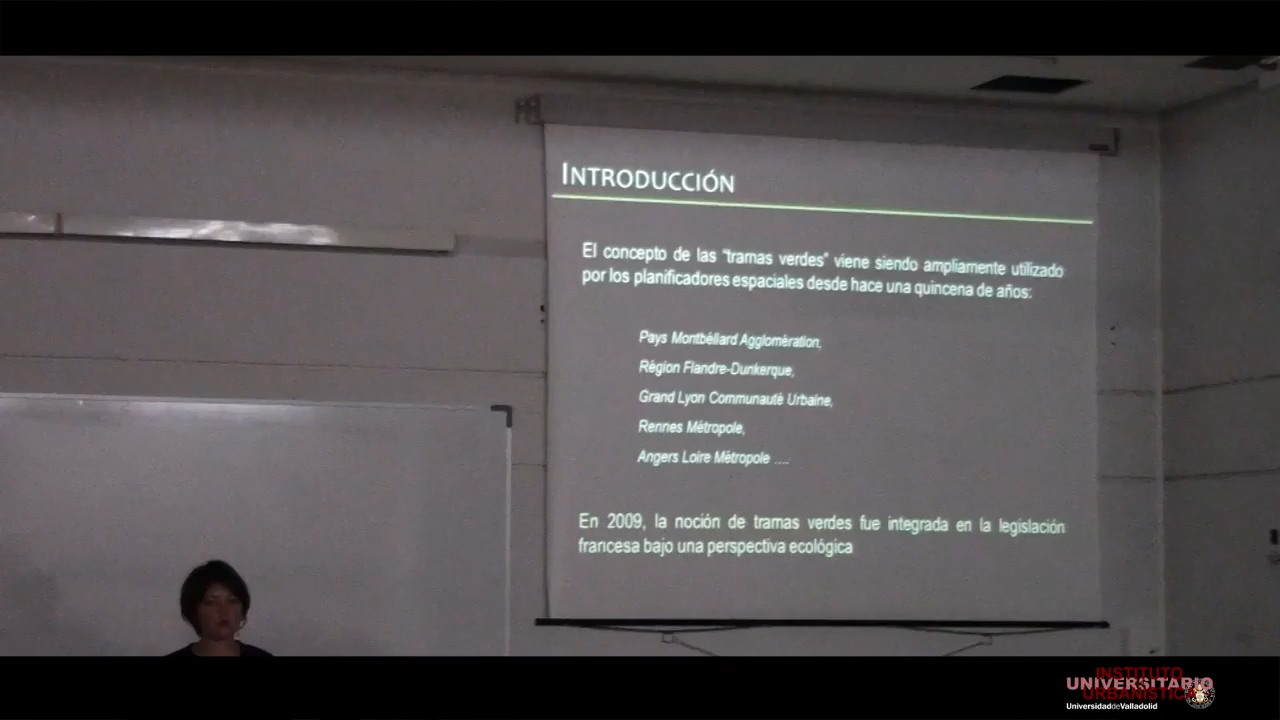 INTRODUCCIÓN
El concepto de las "tramas verdes" viene siendo ampliamente utilizado
por los planificadores espaciales desde hace una quincena de años:
Pays Montbéliard Agglomération,
Région Flandre-Dunkerque,
Grand Lyon Communauté Urbaine,
Rennes Métropole,
Angers Loire Métropole ....
En 2009, la noción de tramas verdes fue integrada en la legislación
francesa bajo una perspectiva ecológica
INSTITUTO
UNIVERSITARIO
URBANÍSTICA
UniversidaddeValladolid